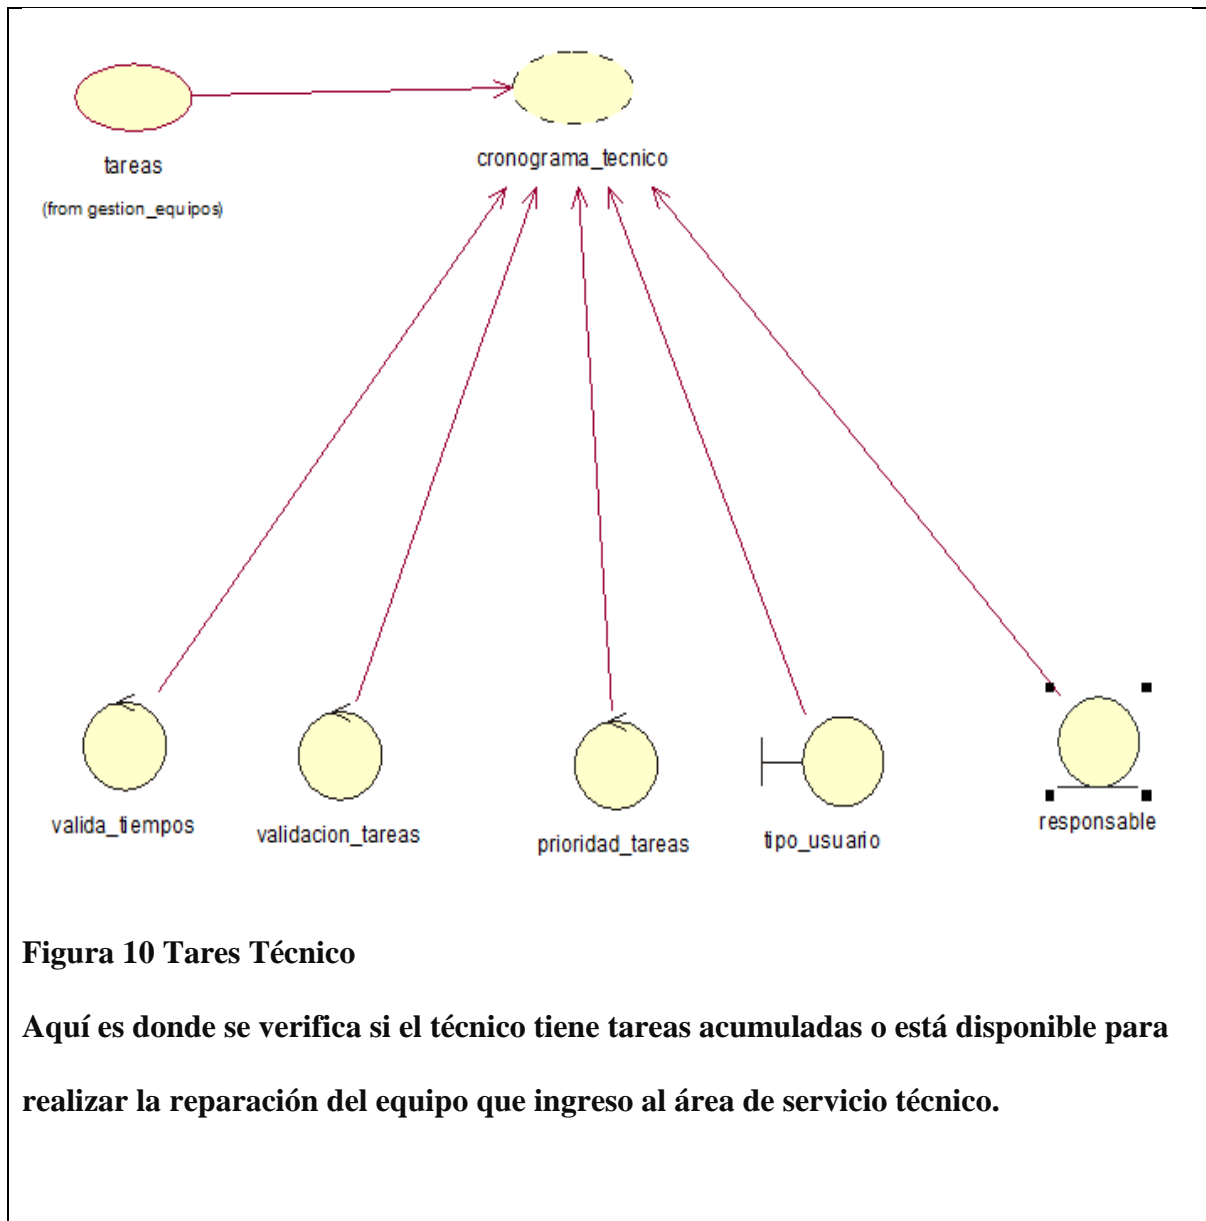 tareas
(from gestion_equipos)
cronograma_tecnico
valida_tiempos
validacion_tareas
prioridad_tareas
tipo_usuario
responsable
Figura 10 Tares Técnico
Aquí es donde se verifica si el técnico tiene tareas acumuladas o está disponible para
realizar la reparación del equipo que ingreso al área de servicio técnico.